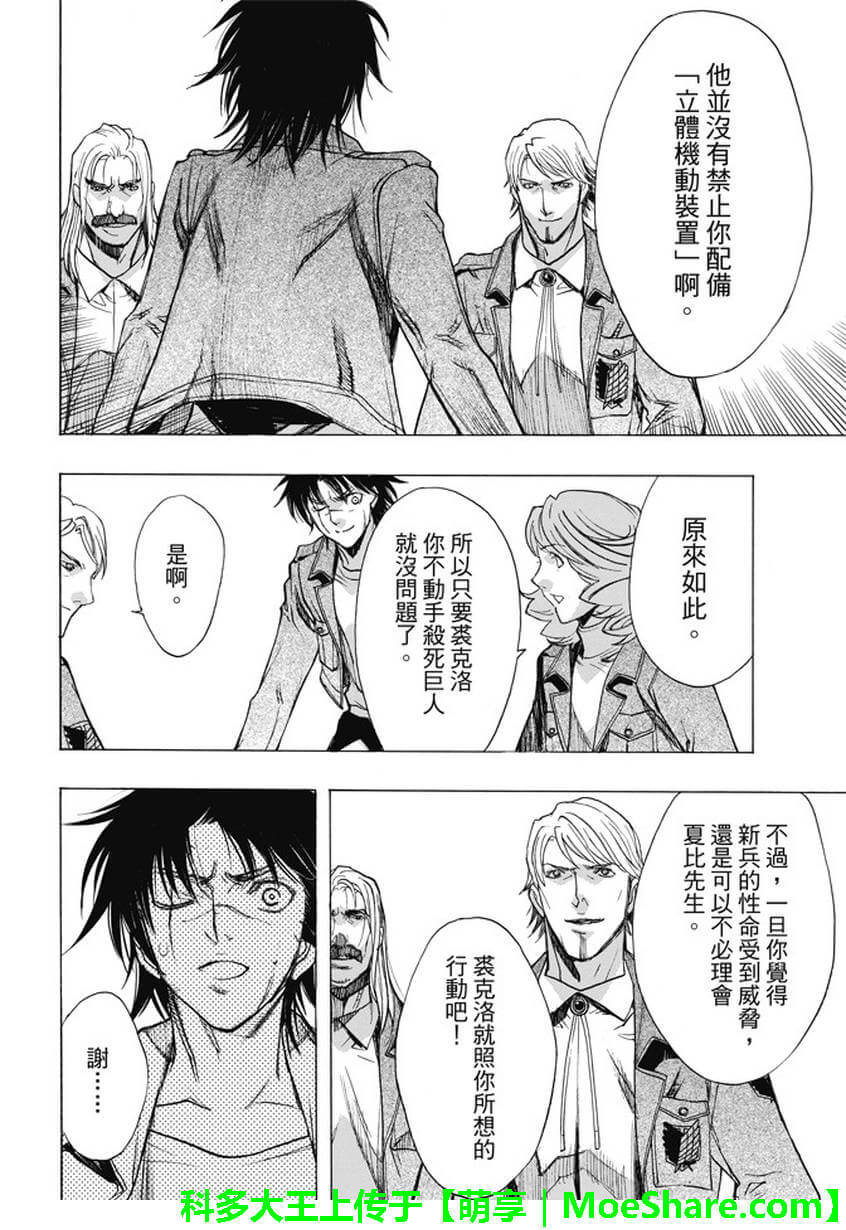 他並沒有禁止你配備
「立體機動裝置」啊。
原來如此。
所以只要裘克洛
你不動手殺死巨人
就沒問題了。
是啊。
不過，一旦你覺得
新兵的性命受到威脅，
還是可以不必理會
夏比先生。
裘克洛就照你所想的
行動吧！
謝……
科多大王上传于【萌享｜MoeShare.com】